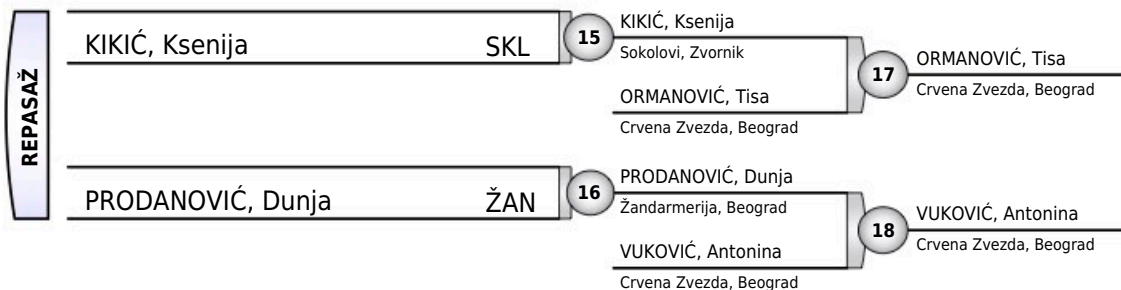 REPASAŽ
KIKIĆ, Ksenija SKL
15
KIKIĆ, Ksenija
Sokolovi, Zvornik
ORMANOVIĆ, Tisa
Crvena Zvezda, Beograd
17
ORMANOVIĆ, Tisa
Crvena Zvezda, Beograd
PRODANOVIĆ, Dunja ŽAN
16
PRODANOVIĆ, Dunja
Žandarmerija, Beograd
VUKOVIĆ, Antonina
Crvena Zvezda, Beograd
18
VUKOVIĆ, Antonina
Crvena Zvezda, Beograd